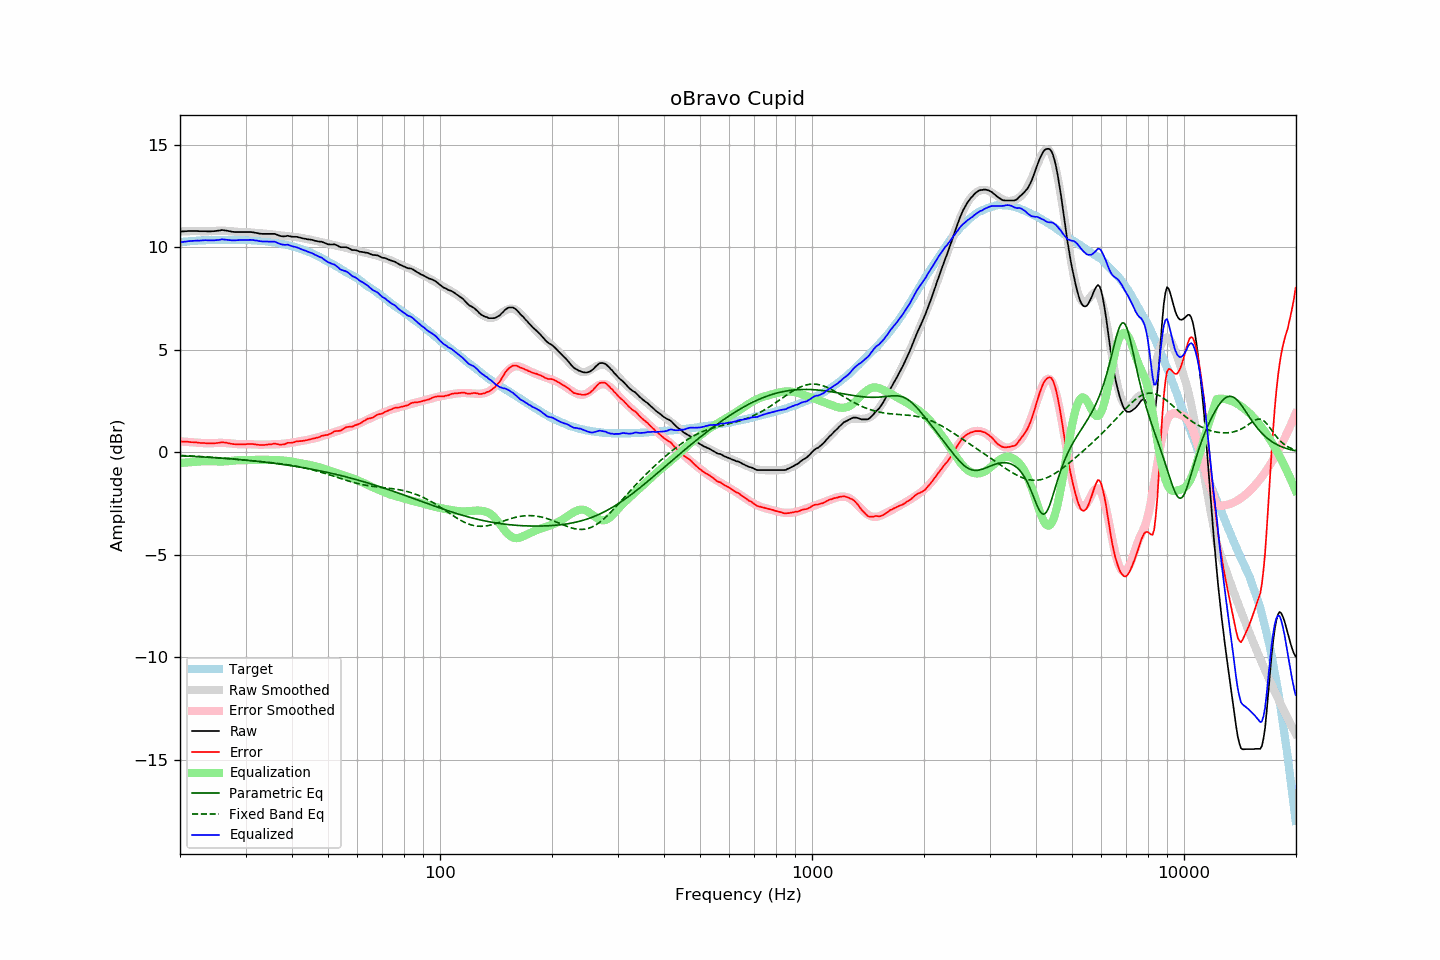 oBravo Cupid
15
10
5
0
−5
−10
−15
Amplitude (dBr)
Target
Raw Smoothed
Error Smoothed
Raw
Error
Equalization
Parametric Eq
Fixed Band Eq
Equalized
100
1000
10000
Frequency (Hz)